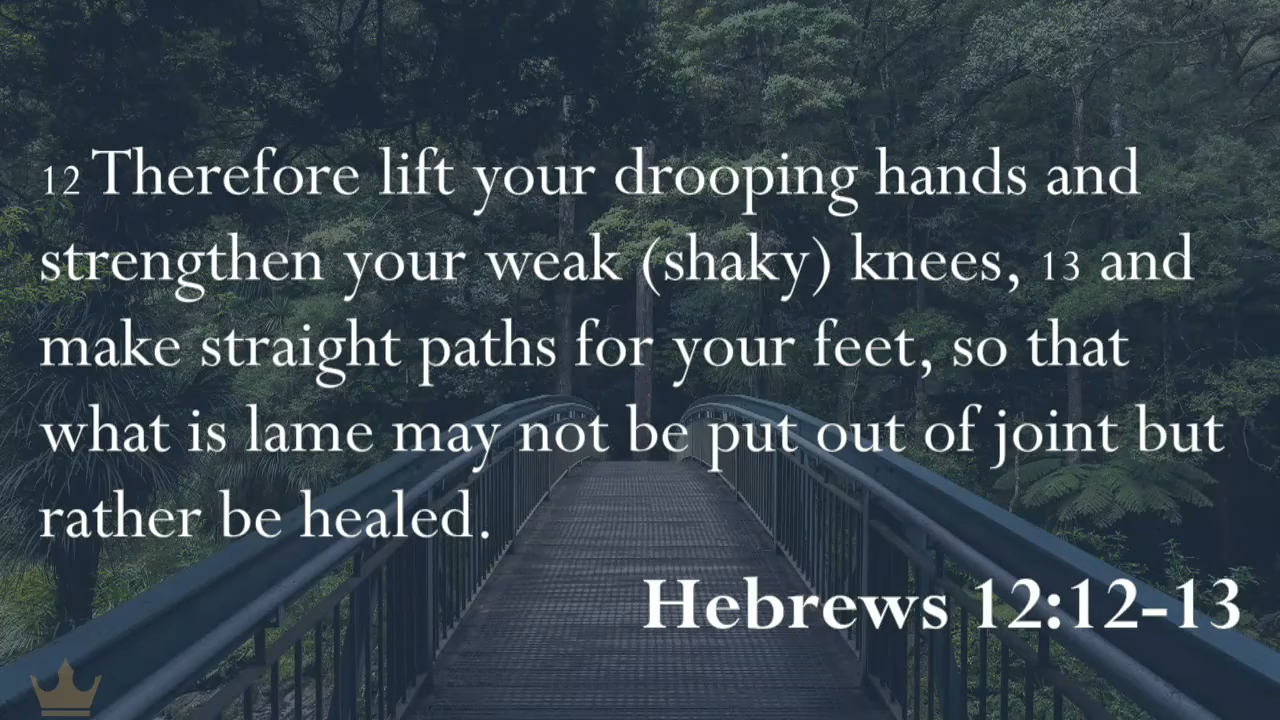 12 Therefore lift your drooping hands and
strengthen your weak (shaky) knees, 13 and
make straight paths for your feet, so that
what is lame may not be put out of joint but
rather be healed.
Hebrews 12:12-13